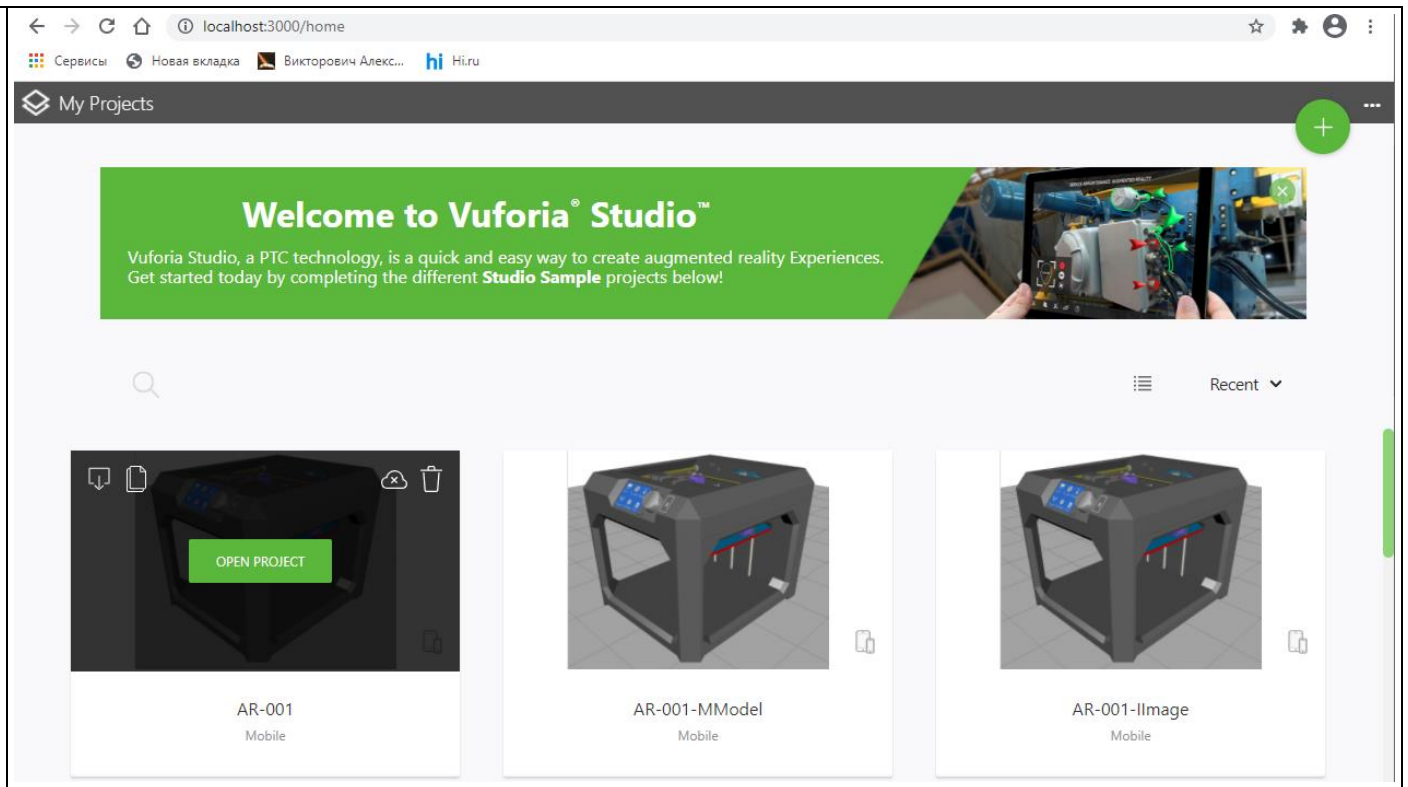 localhost:3000/home
Сервисы Новая вкладка Викторович Алекс... hi Hi.ru
My Projects
Welcome to Vuforia® Studio™
Vuforia Studio, a PTC technology, is a quick and easy way to create augmented reality Experiences.
Get started today by completing the different Studio Sample projects below!
Recent
OPEN PROJECT
AR-001 AR-001-MModel AR-001-IImage
Mobile Mobile Mobile